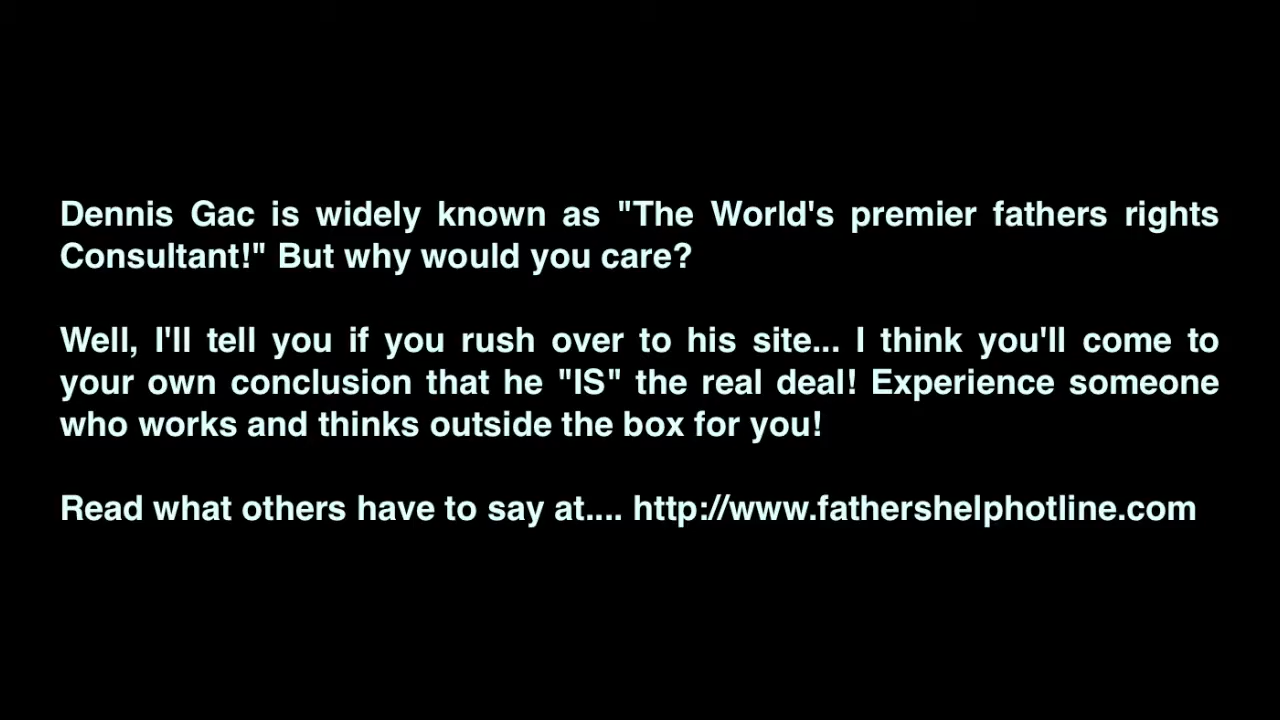 Dennis Gac is widely known as "The World's premier fathers rights
Consultant!" But why would you care?
Well, I'll tell you if you rush over to his site... I think you'll come to
your own conclusion that he "IS" the real deal! Experience someone
who works and thinks outside the box for you!
Read what others have to say at.... http://www.fathershelphotline.com